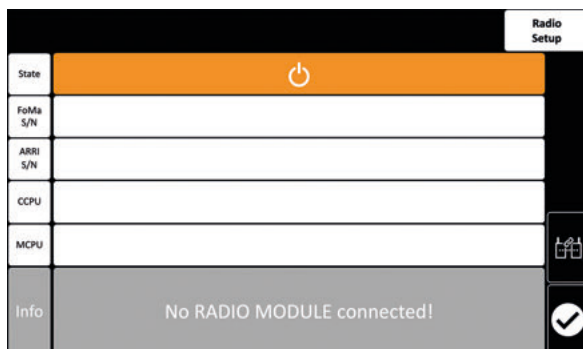 Radio
Setup
State
FoMa
S/N
ARRI
S/N
CCPU
MCPU
Info
No RADIO MODULE connected!